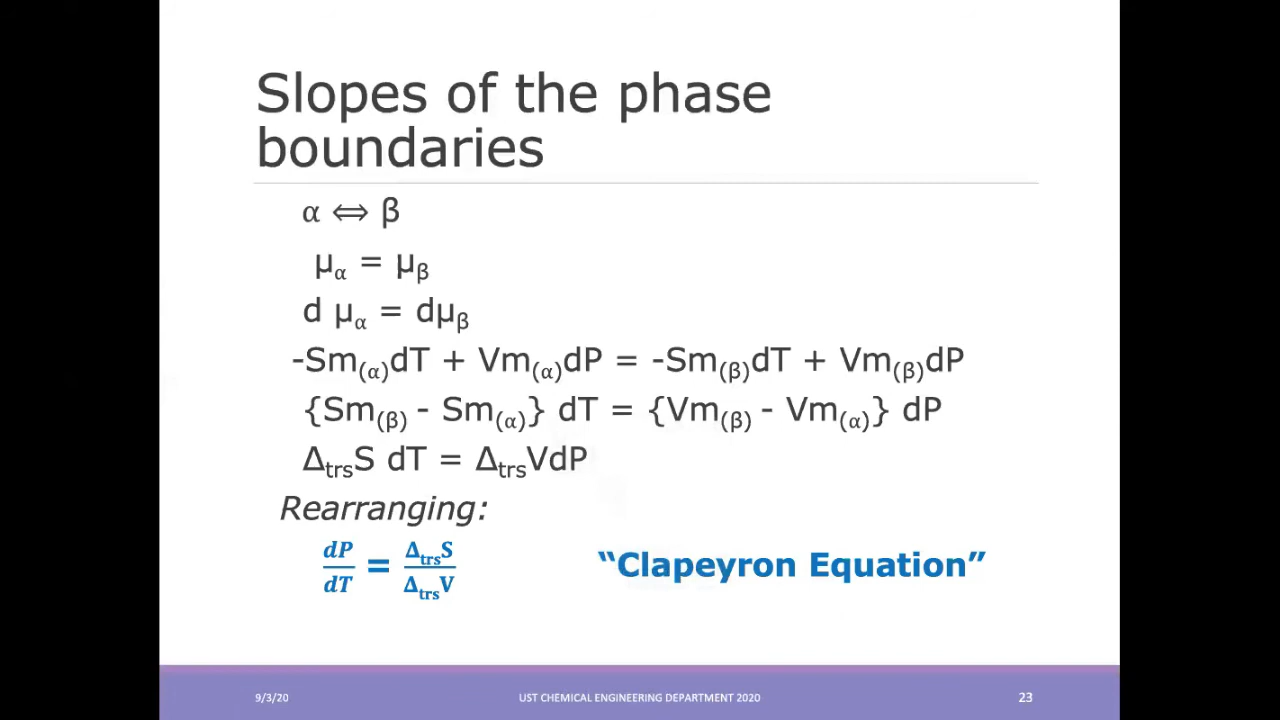 Slopes of the phase
boundaries
α ⇔ β
μα = μβ
d μα = dμβ
-Sm(α)dT + Vm(α)dP = -Sm(β)dT + Vm(β)dP
{Sm(β) - Sm(α)} dT = {Vm(β) - Vm(α)} dP
ΔtrsS dT = ΔtrsVdP
Rearranging:
dP/dT = ΔtrsS/ΔtrsV “Clapeyron Equation”
9/3/20 UST CHEMICAL ENGINEERING DEPARTMENT 2020 23